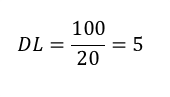 DL = 100/20 = 5